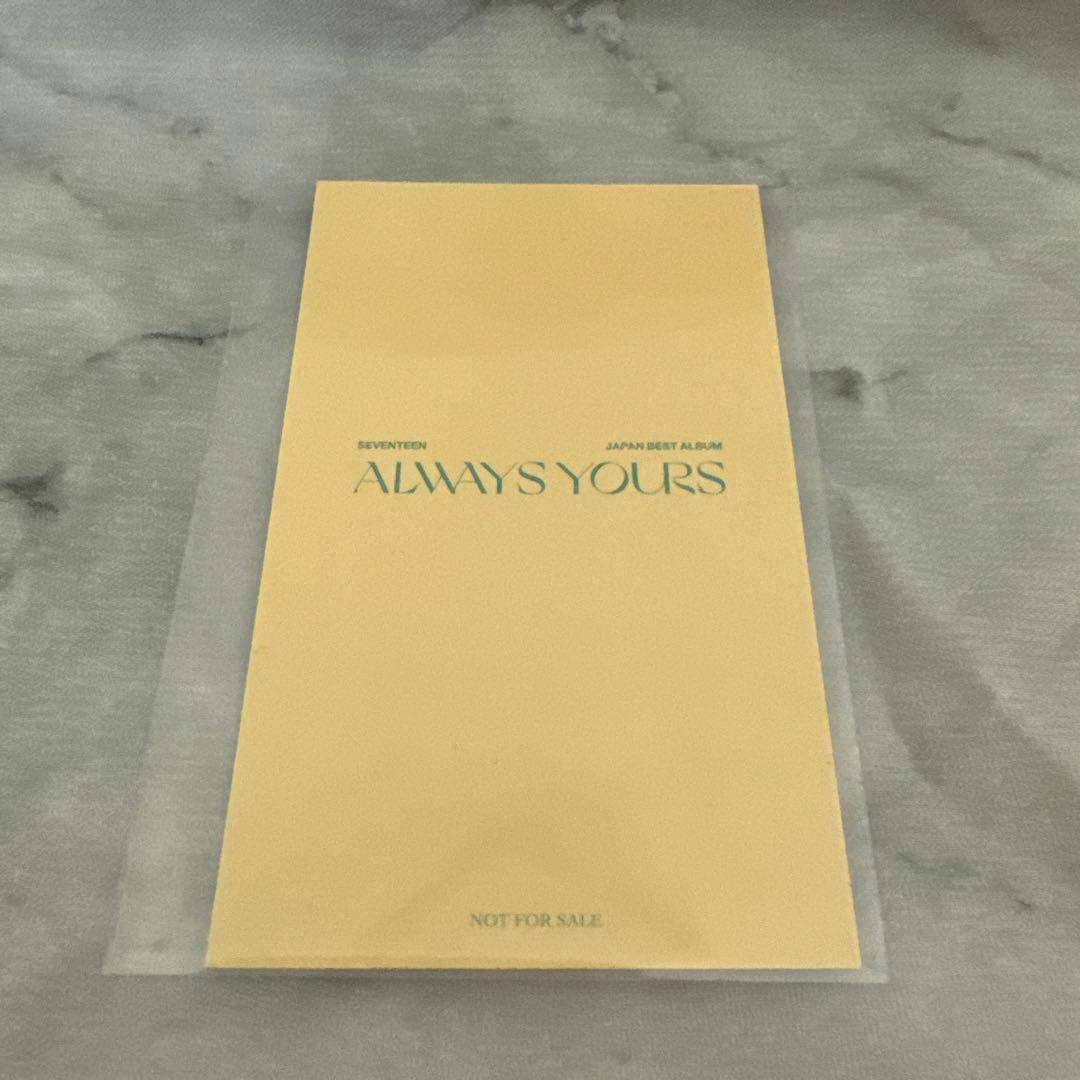 SEVENTEEN JAPAN BEST ALBUM
ALWAYS YOURS
NOT FOR SALE